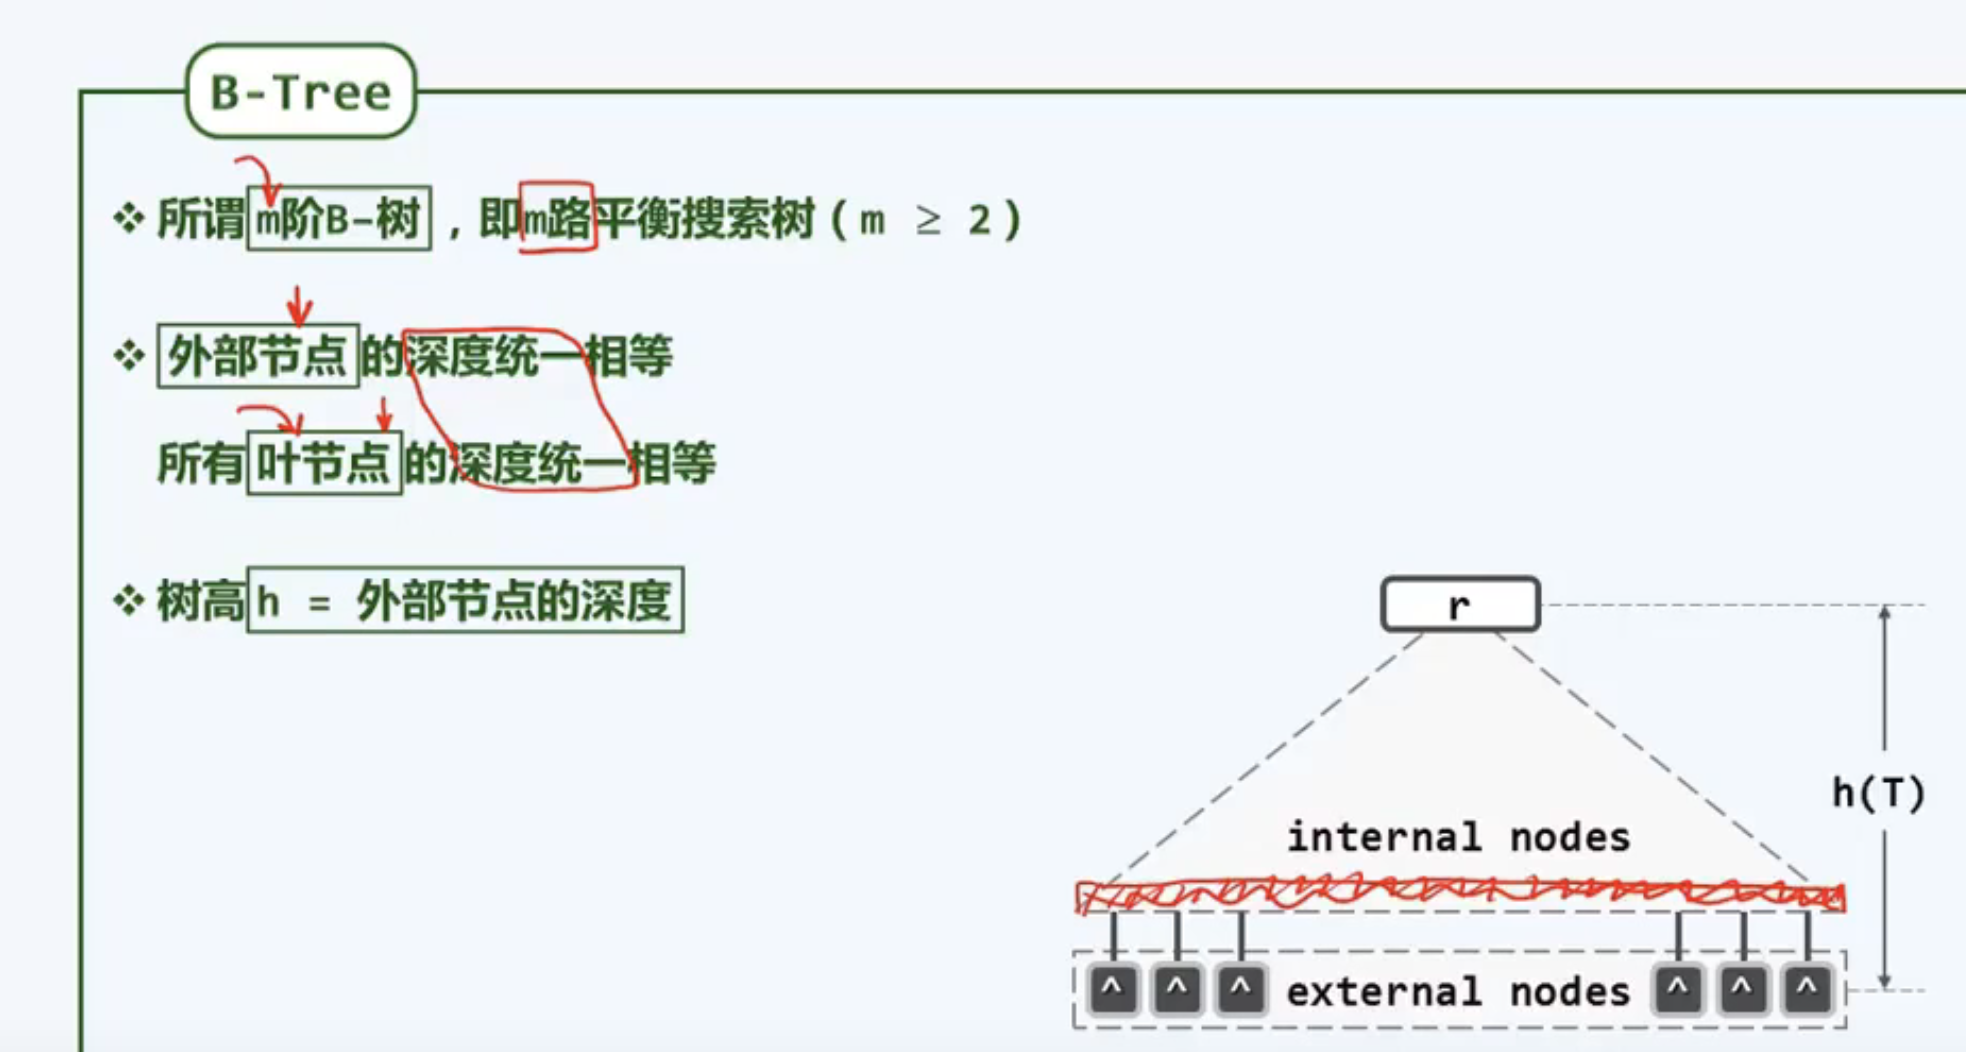 B-Tree
❖ 所谓m阶B-树，即m路平衡搜索树（m ≥ 2）
❖ 外部节点的深度统一相等
所有叶节点的深度统一相等
❖ 树高h = 外部节点的深度
r
h(T)
internal nodes
^ ^ ^ external nodes ^ ^ ^